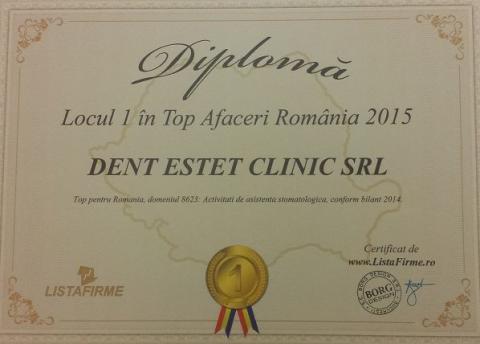 Diplomă
Locul 1 în Top Afaceri România 2015
DENT ESTET CLINIC SRL
Top pentru Romania, domeniul 8623: Activitati de asistenta stomatologica, conform bilant 2014.
1
LISTAFIRME
Certificat de
www.ListaFirme.ro
BORG
DESIGN